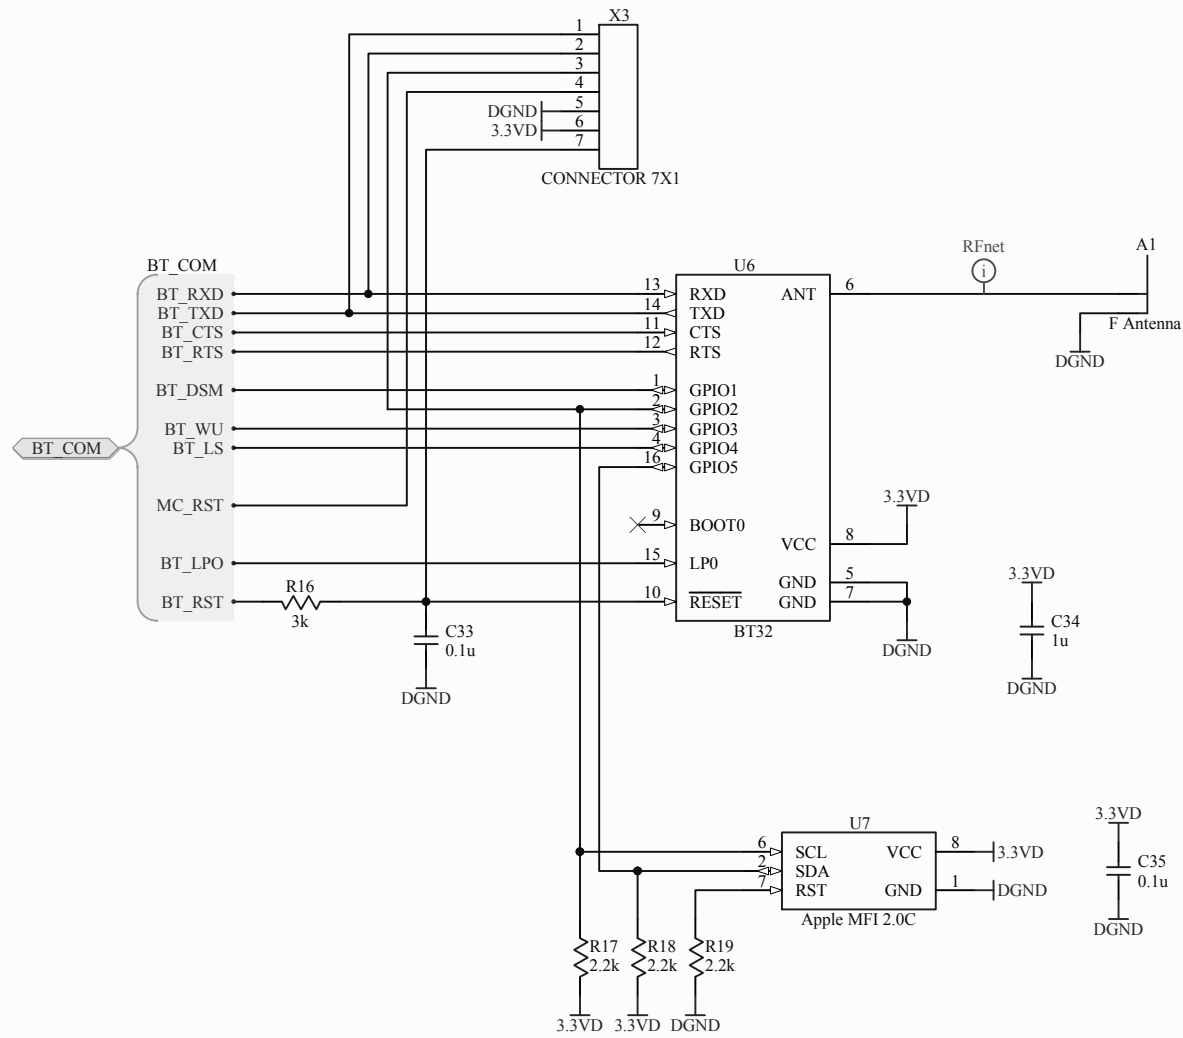 X3
1
2
3
4
DGND 5
3.3VD 6
7
CONNECTOR 7X1
RFnet
i
A1
F Antenna
DGND
BT_COM
BT_COM
BT_RXD
BT_TXD
BT_CTS
BT_RTS
BT_DSM
BT_WU
BT_LS
MC_RST
BT_LPO
BT_RST
R16
3k
C33
0.1u
DGND
U6
13 RXD
14 TXD
11 CTS
12 RTS
1 GPIO1
2 GPIO2
3 GPIO3
4 GPIO4
16 GPIO5
9 BOOT0
15 LP0
10 RESET
ANT 6
VCC 8
GND 5
GND 7
BT32
3.3VD
DGND
3.3VD
C34
1u
DGND
U7
6 SCL
2 SDA
7 RST
VCC 8 3.3VD
GND 1 DGND
Apple MFI 2.0C
3.3VD
C35
0.1u
DGND
R17
2.2k
R18
2.2k
R19
2.2k
3.3VD 3.3VD DGND